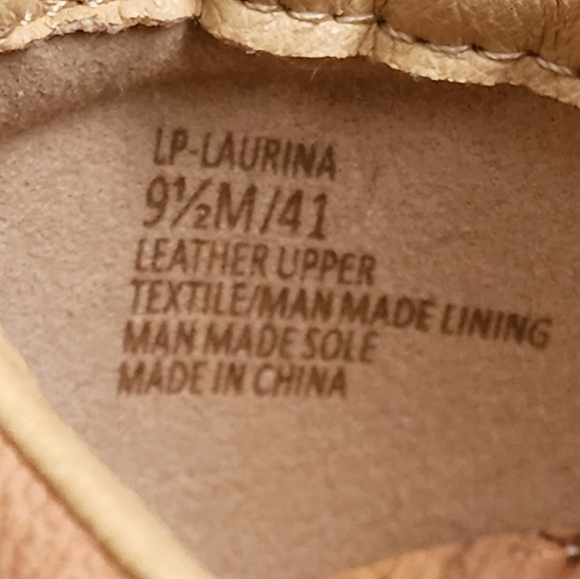 LP-LAURINA
9½M/41
LEATHER UPPER
TEXTILE/MAN MADE LINING
MAN MADE SOLE
MADE IN CHINA